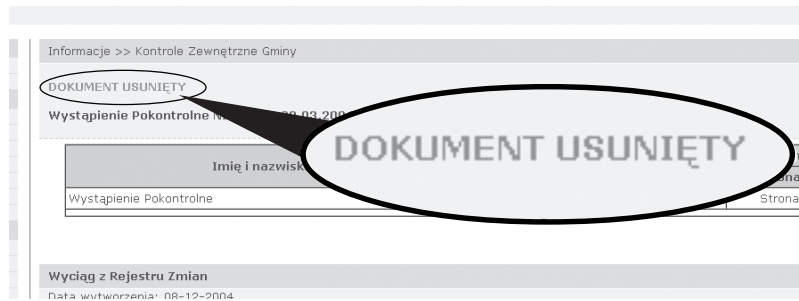 Informacje >> Kontrole Zewnętrzne Gminy
DOKUMENT USUNIĘTY
Wystąpienie Pokontrolne
DOKUMENT USUNIĘTY
Imię i nazwisk
Wystąpienie Pokontrolne Strona
Wyciąg z Rejestru Zmian
Data wytworzenia: 08-12-2004